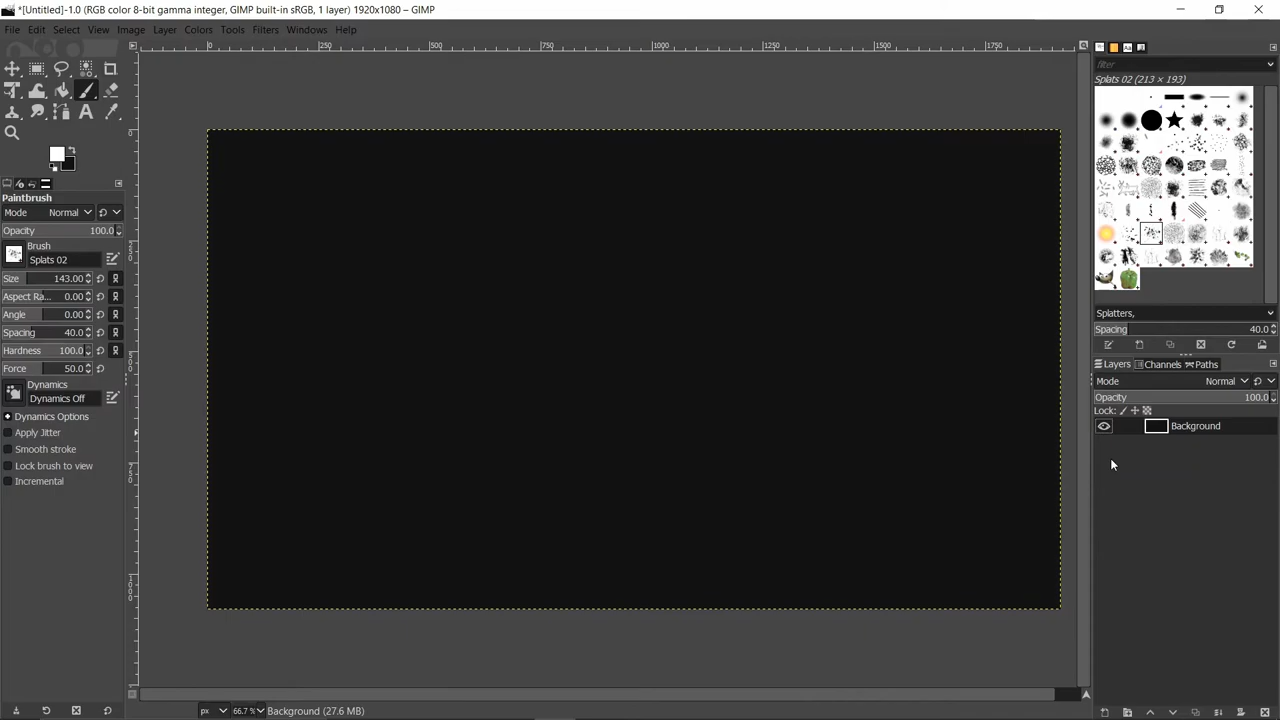 *[Untitled]-1.0 (RGB color 8-bit gamma integer, GIMP built-in sRGB, 1 layer) 1920x1080 – GIMP
File Edit Select View Image Layer Colors Tools Filters Windows Help
0 250 500 750 1000 1250 1500 1750
filter
Splats 02 (213 × 193)
Paintbrush
Mode Normal
Opacity 100.0
Brush
Splats 02
Size 143.00
Aspect Ra... 0.00
Angle 0.00
Spacing 40.0
Hardness 100.0
Force 50.0
Dynamics
Dynamics Off
Dynamics Options
Apply Jitter
Smooth stroke
Lock brush to view
Incremental
0
250
500
750
1000
Splatters,
Spacing 40.0
Layers Channels Paths
Mode Normal
Opacity 100.0
Lock:
Background
px 66.7 % Background (27.6 MB)